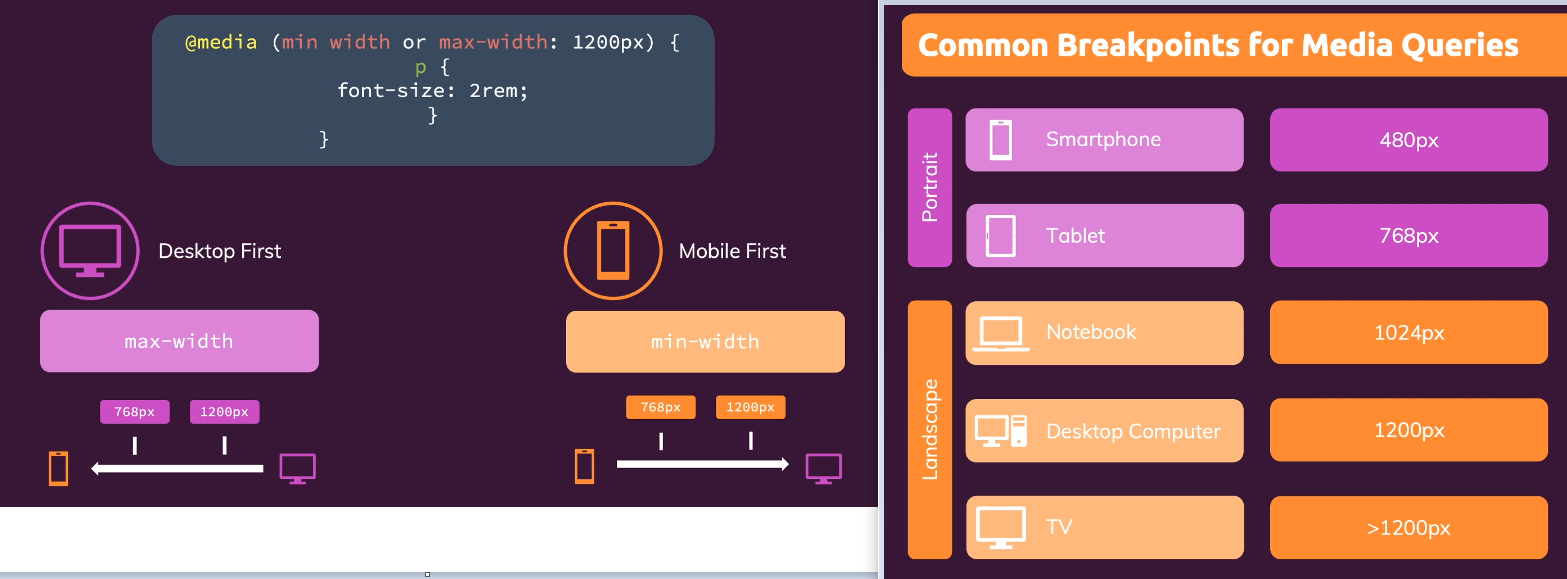 @media (min width or max-width: 1200px) {
p {
font-size: 2rem;
}
}
Desktop First
max-width
768px 1200px
Mobile First
min-width
768px 1200px
Common Breakpoints for Media Queries
Portrait
Smartphone 480px
Tablet 768px
Landscape
Notebook 1024px
Desktop Computer 1200px
TV >1200px